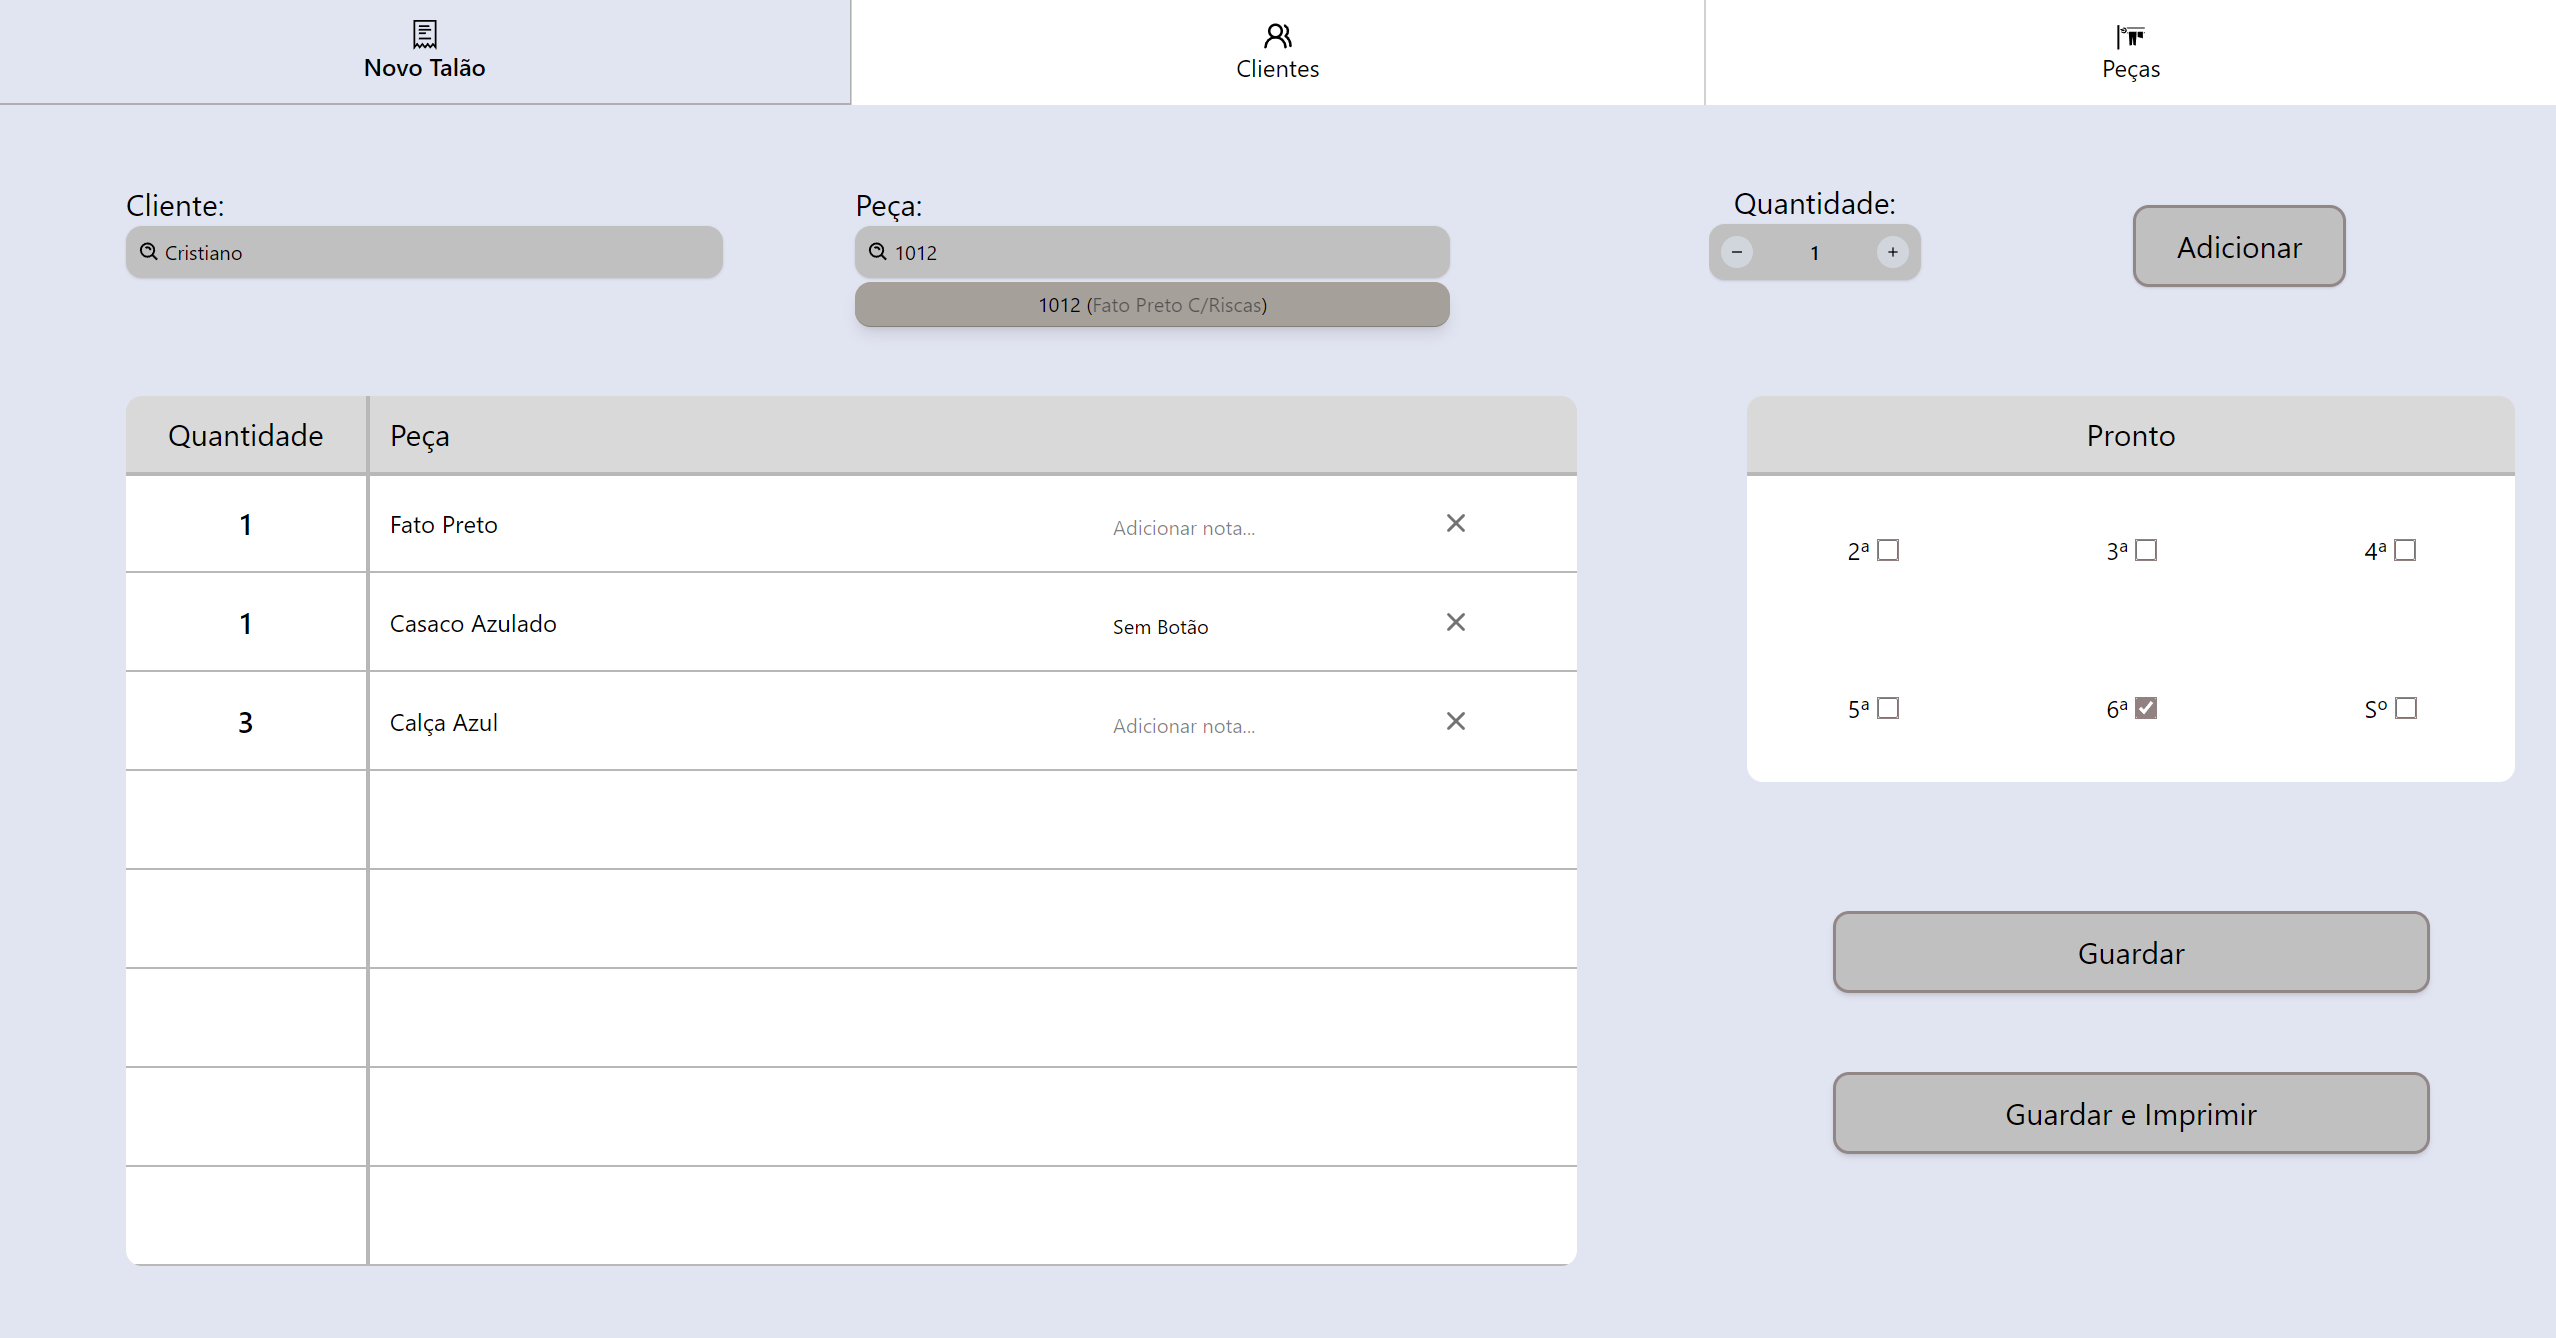 Novo Talão
Clientes
Peças
Cliente:
Peça:
Quantidade:
Cristiano
1012
− 1 +
Adicionar
1012 (Fato Preto C/Riscas)
Quantidade Peça
1 Fato Preto Adicionar nota...
1 Casaco Azulado Sem Botão
3 Calça Azul Adicionar nota...
Pronto
2ª 3ª 4ª
5ª 6ª Sº
Guardar
Guardar e Imprimir